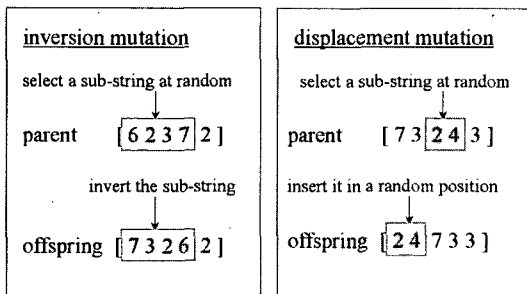 inversion mutation
select a sub-string at random
parent [ 6 2 3 7 2 ]
invert the sub-string
offspring [ 7 3 2 6 2 ]
displacement mutation
select a sub-string at random
parent [ 7 3 2 4 3 ]
insert it in a random position
offspring [ 2 4 7 3 3 ]